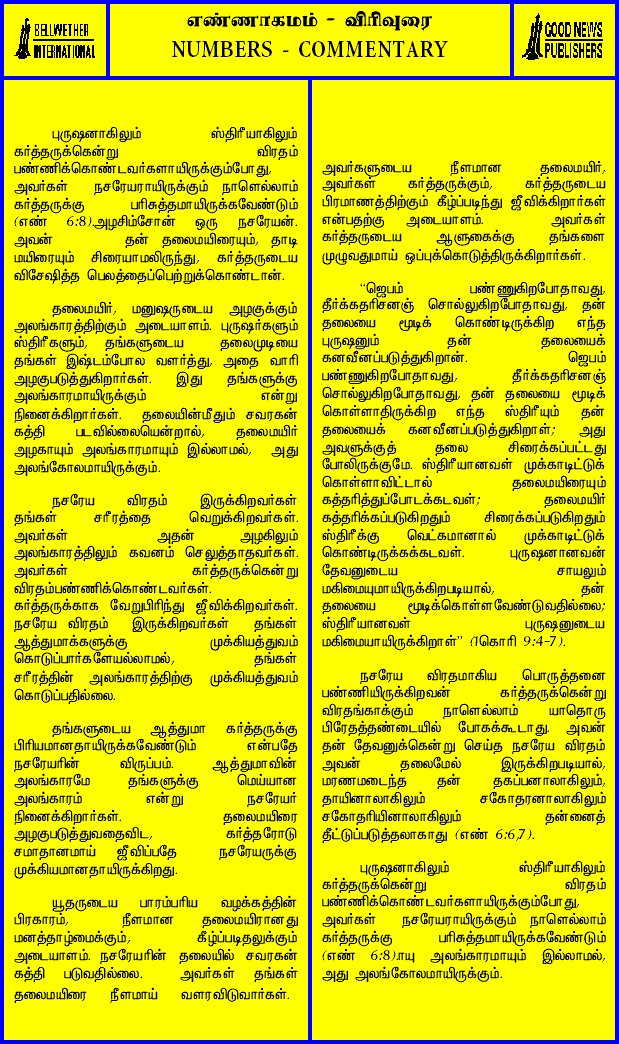 BELLWETHER
INTERNATIONAL
எண்ணாகமம் - விரிவுரை
NUMBERS - COMMENTARY
GOOD NEWS
PUBLISHERS
புருஷனாகிலும் ஸ்திரீயாகிலும்
கர்த்தருக்கென்று விரதம்
பண்ணிக்கொண்டவர்களாயிருக்கும்போது,
அவர்கள் நசரேயராயிருக்கும் நாளெல்லாம்
கர்த்தருக்கு பரிசுத்தமாயிருக்கவேண்டும்
(எண் 6:8).அழசிம்சோன் ஒரு நசரேயன்.
அவன் தன் தலைமயிரையும், தாடி
மயிரையும் சிரையாமலிருந்து, கர்த்தருடைய
விசேஷித்த பெலத்தைப்பெற்றுக்கொண்டான்.
தலைமயிர், மனுஷருடைய அழகுக்கும்
அலங்காரத்திற்கும் அடையாளம். புருஷர்களும்
ஸ்திரீகளும், தங்களுடைய தலைமுடியை
தங்கள் இஷ்டம்போல வளர்த்து, அதை வாரி
அழகுபடுத்துகிறார்கள். இது தங்களுக்கு
அலங்காரமாயிருக்கும் என்று
நினைக்கிறார்கள். தலையின்மீதும் சவரகன்
கத்தி படவில்லையென்றால், தலைமயிர்
அழகாயும் அலங்காரமாயும் இல்லாமல், அது
அலங்கோலமாயிருக்கும்.
நசரேய விரதம் இருக்கிறவர்கள்
தங்கள் சரீரத்தை வெறுக்கிறவர்கள்.
அவர்கள் அதன் அழகிலும்
அலங்காரத்திலும் கவனம் செலுத்தாதவர்கள்.
அவர்கள் கர்த்தருக்கென்று
விரதம்பண்ணிக்கொண்டவர்கள்.
கர்த்தருக்காக வேறுபிரிந்து ஜீவிக்கிறவர்கள்.
நசரேய விரதம் இருக்கிறவர்கள் தங்கள்
ஆத்துமாக்களுக்கு முக்கியத்துவம்
கொடுப்பார்களேயல்லாமல், தங்கள்
சரீரத்தின் அலங்காரத்திற்கு முக்கியத்துவம்
கொடுப்பதில்லை.
தங்களுடைய ஆத்துமா கர்த்தருக்கு
பிரியமானதாயிருக்கவேண்டும் என்பதே
நசரேயரின் விருப்பம். ஆத்துமாவின்
அலங்காரமே தங்களுக்கு மெய்யான
அலங்காரம் என்று நசரேயர்
நினைக்கிறார்கள். தலைமயிரை
அழகுபடுத்துவதைவிட, கர்த்தரோடு
சமாதானமாய் ஜீவிப்பதே நசரேயருக்கு
முக்கியமானதாயிருக்கிறது.
யூதருடைய பாரம்பரிய வழக்கத்தின்
பிரகாரம், நீளமான தலைமயிரானது
மனத்தாழ்மைக்கும், கீழ்ப்படிதலுக்கும்
அடையாளம். நசரேயரின் தலையில் சவரகன்
கத்தி படுவதில்லை. அவர்கள் தங்கள்
தலைமயிரை நீளமாய் வளரவிடுவார்கள்.
அவர்களுடைய நீளமான தலைமயிர்,
அவர்கள் கர்த்தருக்கும், கர்த்தருடைய
பிரமாணத்திற்கும் கீழ்ப்படிந்து ஜீவிக்கிறார்கள்
என்பதற்கு அடையாளம். அவர்கள்
கர்த்தருடைய ஆளுகைக்கு தங்களை
முழுவதுமாய் ஒப்புக்கொடுத்திருக்கிறார்கள்.
“ஜெபம் பண்ணுகிறபோதாவது,
தீர்க்கதரிசனஞ் சொல்லுகிறபோதாவது, தன்
தலையை மூடிக் கொண்டிருக்கிற எந்த
புருஷனும் தன் தலையைக்
கனவீனப்படுத்துகிறான். ஜெபம்
பண்ணுகிறபோதாவது, தீர்க்கதரிசனஞ்
சொல்லுகிறபோதாவது, தன் தலையை மூடிக்
கொள்ளாதிருக்கிற எந்த ஸ்திரீயும் தன்
தலையைக் கனவீனப்படுத்துகிறாள்; அது
அவளுக்குத் தலை சிரைக்கப்பட்டது
போலிருக்குமே. ஸ்திரீயானவள் முக்காடிட்டுக்
கொள்ளாவிட்டால் தலைமயிரையும்
கத்தரித்துப்போடக்கடவள்; தலைமயிர்
கத்தரிக்கப்படுகிறதும் சிரைக்கப்படுகிறதும்
ஸ்திரீக்கு வெட்கமானால் முக்காடிட்டுக்
கொண்டிருக்கக்கடவள். புருஷனானவன்
தேவனுடைய சாயலும்
மகிமையுமாயிருக்கிறபடியால், தன்
தலையை மூடிக்கொள்ளவேண்டுவதில்லை;
ஸ்திரீயானவள் புருஷனுடைய
மகிமையாயிருக்கிறாள்” (1கொரி 9:4-7).
நசரேய விரதமாகிய பொருத்தனை
பண்ணியிருக்கிறவன் கர்த்தருக்கென்று
விரதங்காக்கும் நாளெல்லாம் யாதொரு
பிரேதத்தண்டையில் போகக்கூடாது. அவன்
தன் தேவனுக்கென்று செய்த நசரேய விரதம்
அவன் தலைமேல் இருக்கிறபடியால்,
மரணமடைந்த தன் தகப்பனாலாகிலும்,
தாயினாலாகிலும் சகோதரனாலாகிலும்
சகோதரியினாலாகிலும் தன்னைத்
தீட்டுப்படுத்தலாகாது (எண் 6:6,7).
புருஷனாகிலும் ஸ்திரீயாகிலும்
கர்த்தருக்கென்று விரதம்
பண்ணிக்கொண்டவர்களாயிருக்கும்போது,
அவர்கள் நசரேயராயிருக்கும் நாளெல்லாம்
கர்த்தருக்கு பரிசுத்தமாயிருக்கவேண்டும்
(எண் 6:8).ாயு அலங்காரமாயும் இல்லாமல்,
அது அலங்கோலமாயிருக்கும்.